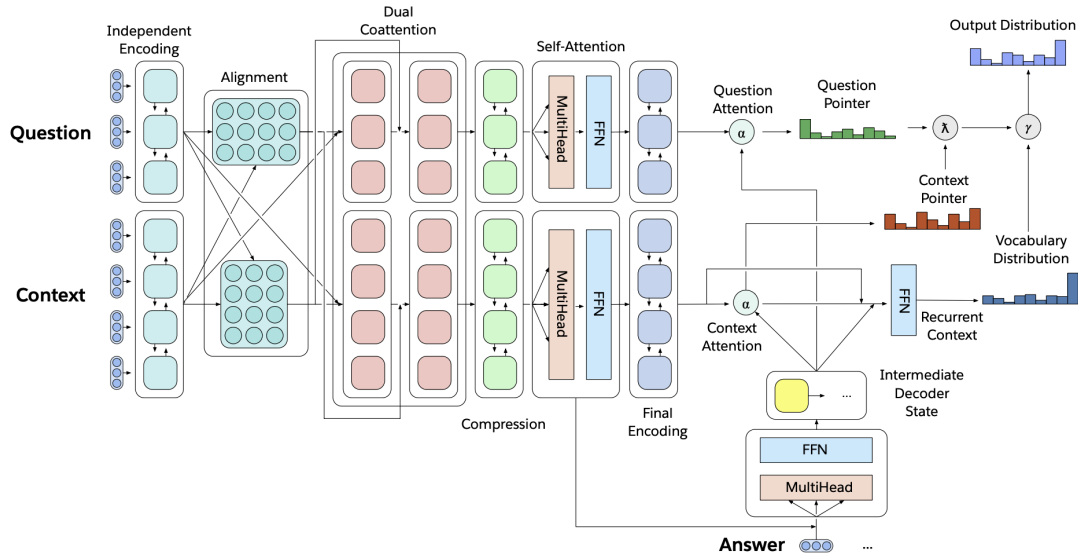 Independent
Encoding
Alignment
Dual
Coattention
Self-Attention
Output Distribution
Question
Attention
Question
Pointer
Question
MultiHead
FFN
α
ƛ
γ
Context
Pointer
Vocabulary
Distribution
Context
MultiHead
FFN
α
FFN
Context
Attention
Recurrent
Context
Intermediate
Decoder
State
...
Compression
Final
Encoding
FFN
MultiHead
Answer
...